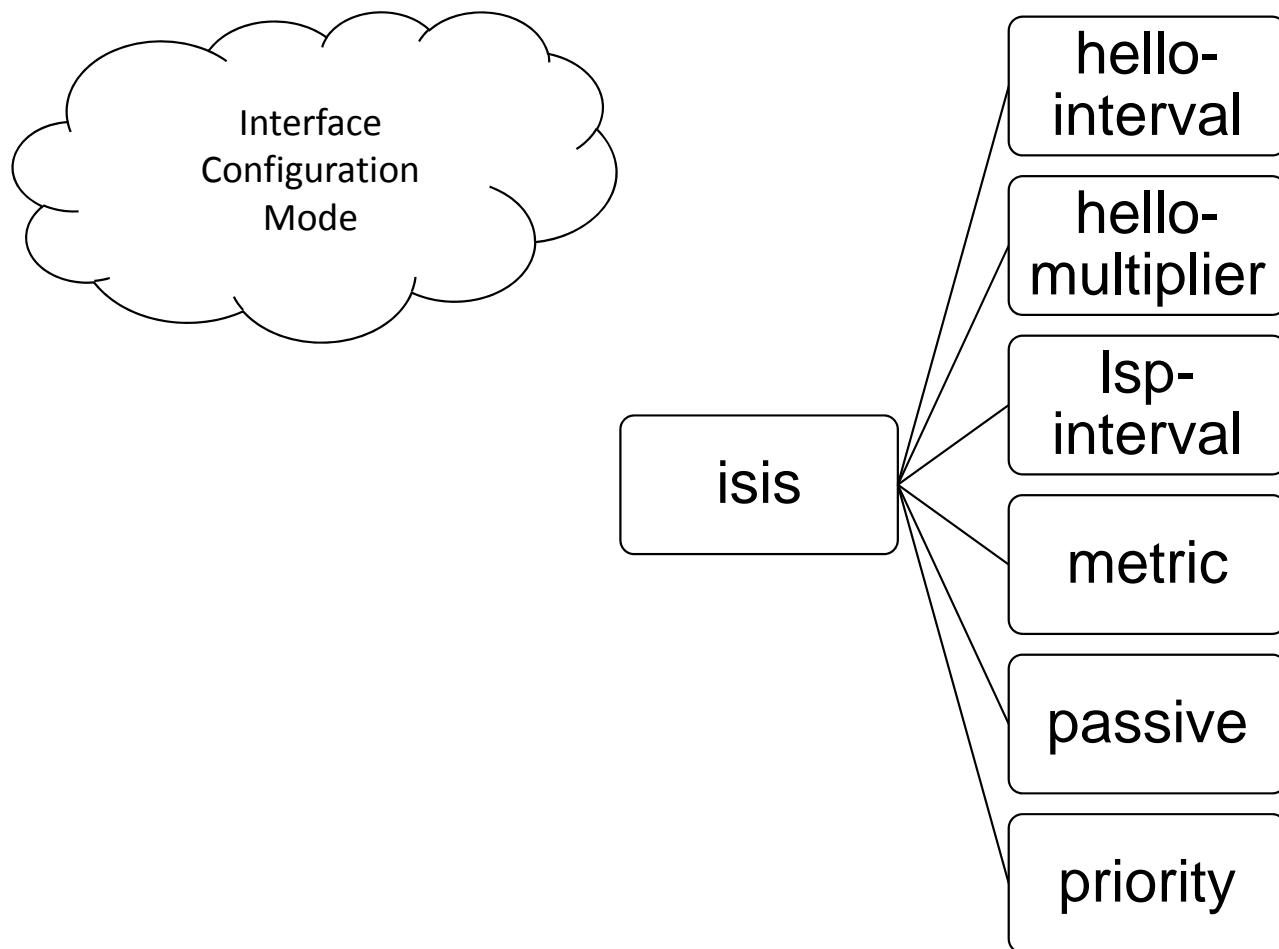 Interface
Configuration
Mode
hello-
interval
hello-
multiplier
lsp-
interval
isis
metric
passive
priority